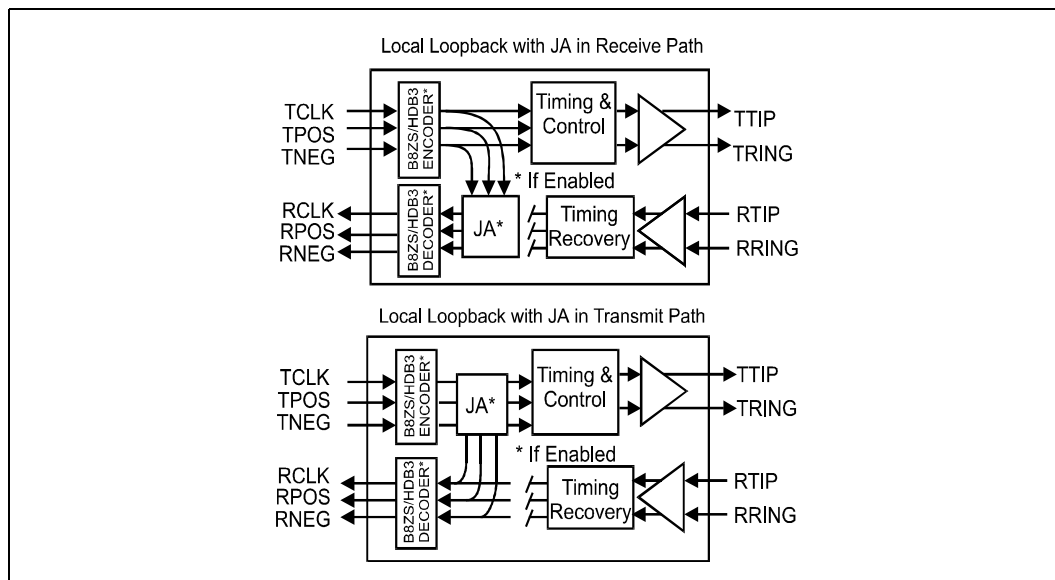 Local Loopback with JA in Receive Path
TCLK
TPOS
TNEG
B8ZS/HDB3
ENCODER*
Timing &
Control
TTIP
TRING
* If Enabled
RCLK
RPOS
RNEG
B8ZS/HDB3
DECODER*
JA*
Timing
Recovery
RTIP
RRING
Local Loopback with JA in Transmit Path
TCLK
TPOS
TNEG
B8ZS/HDB3
ENCODER*
JA*
Timing &
Control
TTIP
TRING
* If Enabled
RCLK
RPOS
RNEG
B8ZS/HDB3
DECODER*
Timing
Recovery
RTIP
RRING